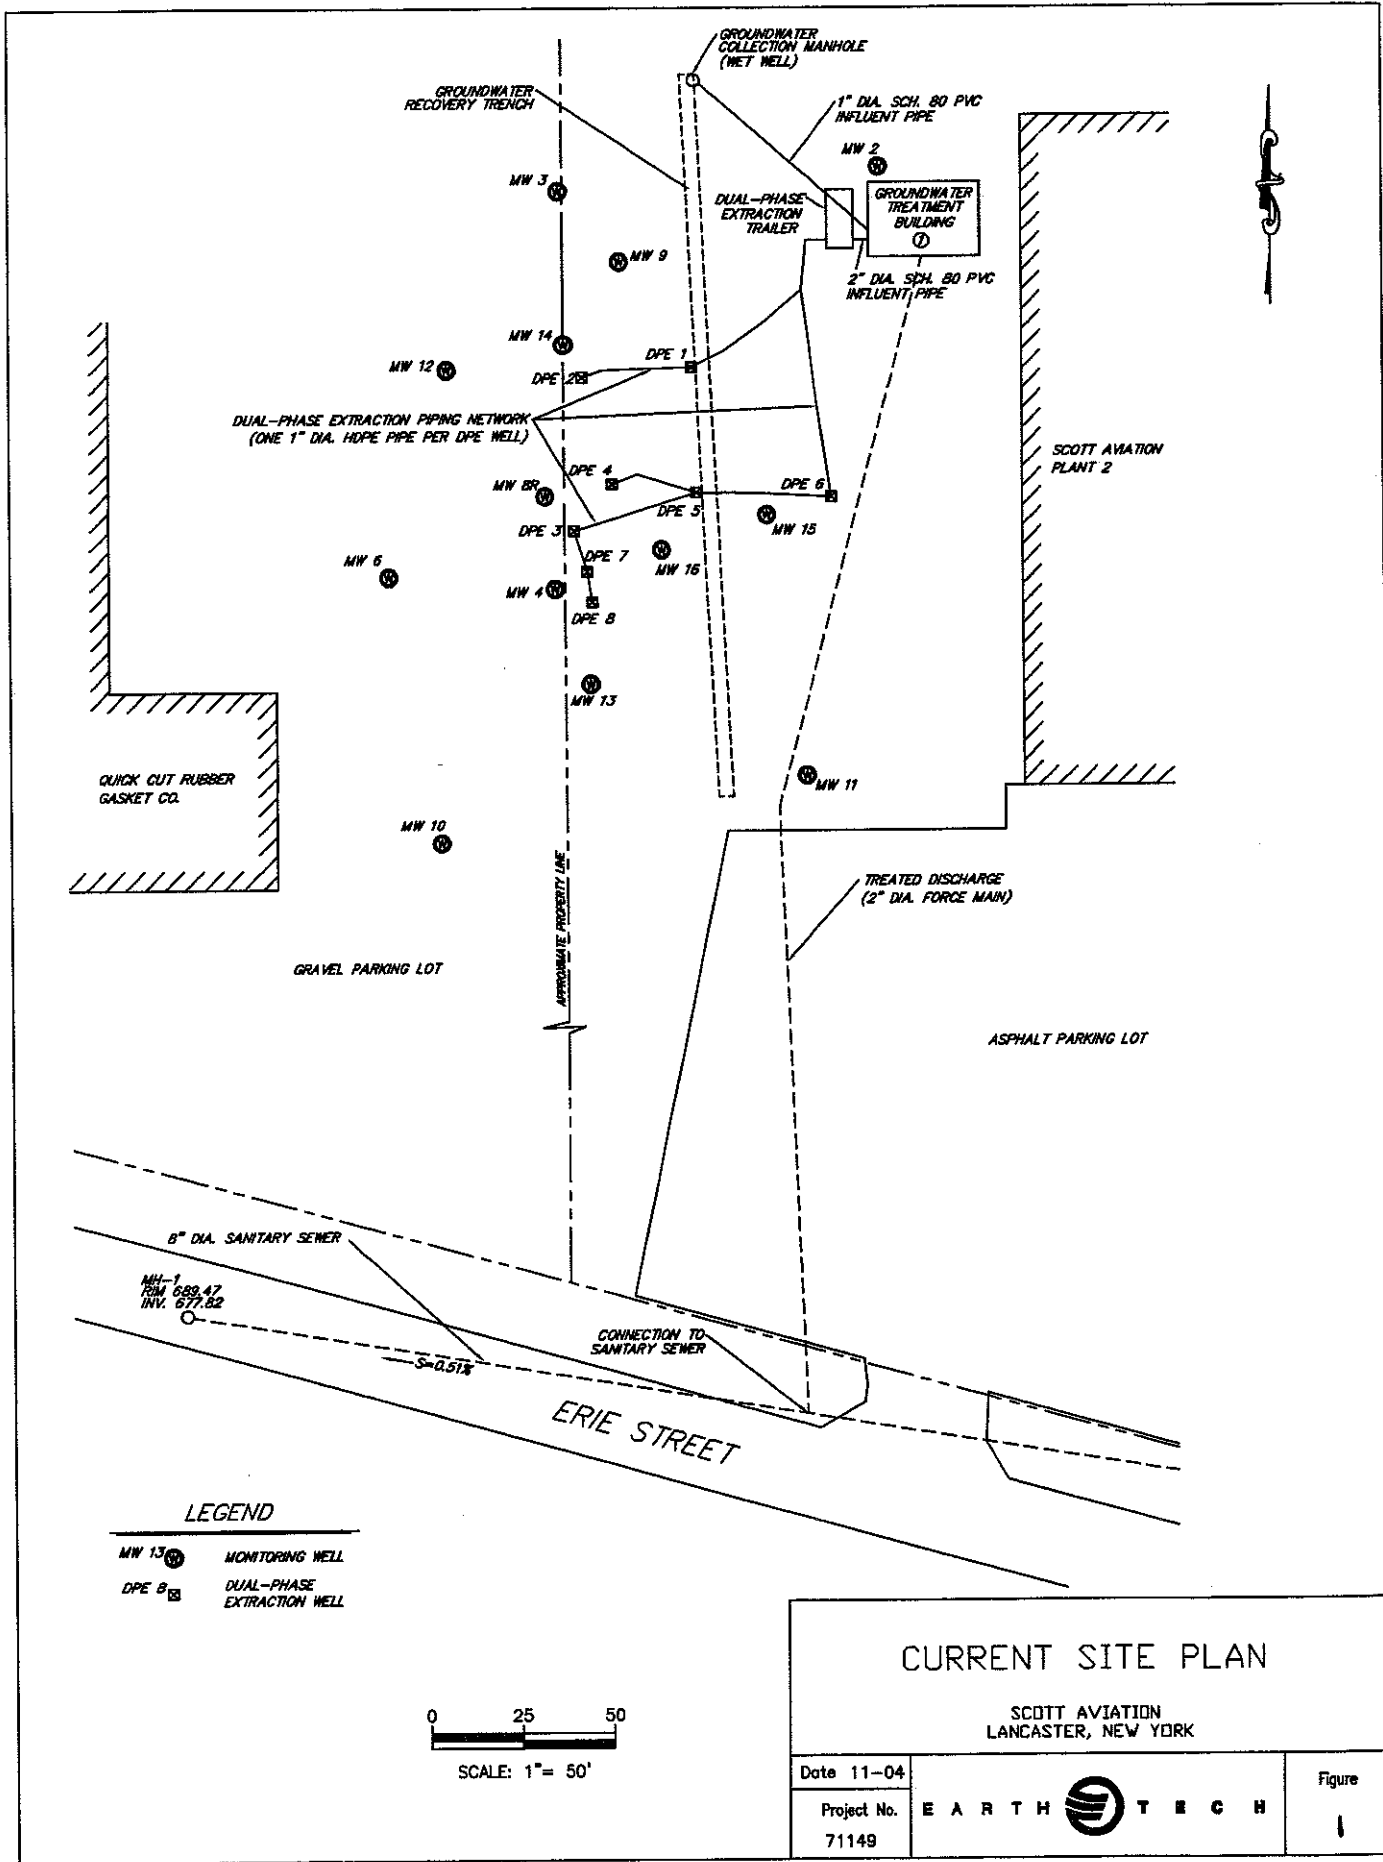 GROUNDWATER
COLLECTION MANHOLE
(WET WELL)
GROUNDWATER
RECOVERY TRENCH
1" DIA. SCH. 80 PVC
INFLUENT PIPE
MW 2
MW 3
DUAL-PHASE
EXTRACTION
TRAILER
GROUNDWATER
TREATMENT
BUILDING
1
MW 9
2" DIA. SCH. 80 PVC
INFLUENT PIPE
MW 14
MW 12
DPE 1
DPE 2
DUAL-PHASE EXTRACTION PIPING NETWORK
(ONE 1" DIA. HDPE PIPE PER DPE WELL)
SCOTT AVIATION
PLANT 2
DPE 4
MW 8R
DPE 6
DPE 5
MW 15
DPE 3
DPE 7
MW 16
MW 6
MW 4
DPE 8
MW 13
QUICK CUT RUBBER
GASKET CO.
MW 11
MW 10
APPROXIMATE PROPERTY LINE
TREATED DISCHARGE
(2" DIA. FORCE MAIN)
GRAVEL PARKING LOT
ASPHALT PARKING LOT
8" DIA. SANITARY SEWER
MH-1
RIM 689.47
INV. 677.82
CONNECTION TO
SANITARY SEWER
S=0.51%
ERIE STREET
LEGEND
MW 13 MONITORING WELL
DPE 8 DUAL-PHASE
EXTRACTION WELL
0 25 50
SCALE: 1"= 50'
CURRENT SITE PLAN
SCOTT AVIATION
LANCASTER, NEW YORK
Date 11-04
Project No.
71149
EARTH TECH
Figure
1